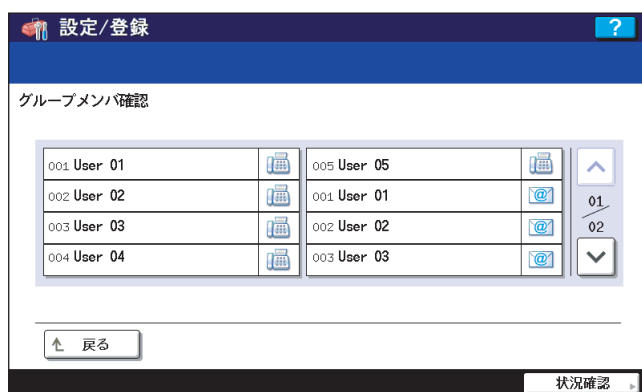 設定/登録
?
グループメンバ確認
001 User 01
002 User 02
003 User 03
004 User 04
005 User 05
001 User 01
002 User 02
003 User 03
01/02
戻る
状況確認